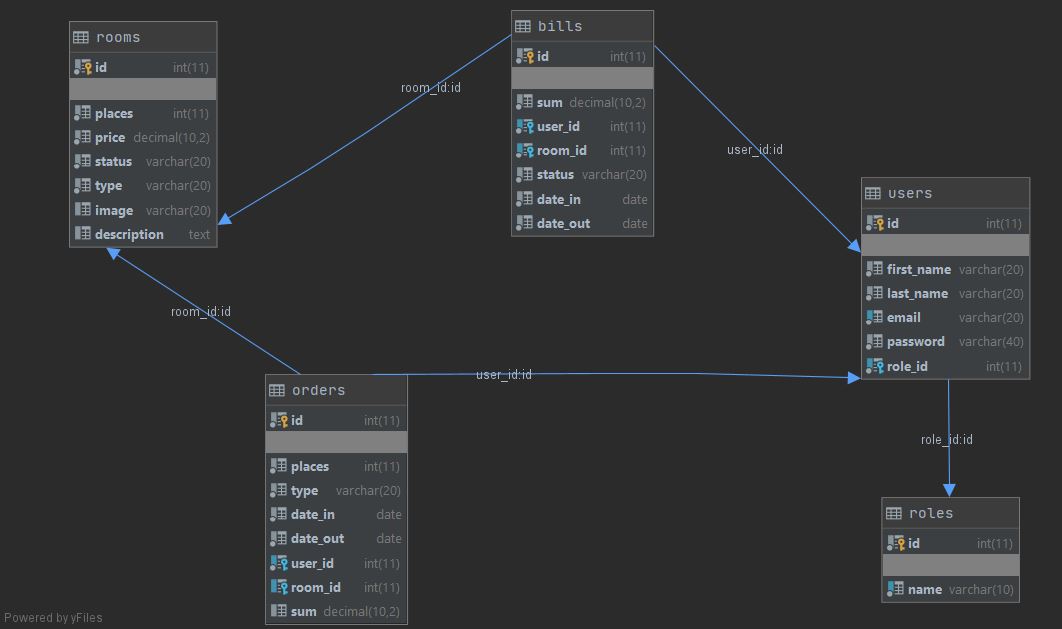 rooms
id int(11)
places int(11)
price decimal(10,2)
status varchar(20)
type varchar(20)
image varchar(20)
description text
bills
id int(11)
sum decimal(10,2)
user_id int(11)
room_id int(11)
status varchar(20)
date_in date
date_out date
room_id:id
user_id:id
users
id int(11)
first_name varchar(20)
last_name varchar(20)
email varchar(20)
password varchar(40)
role_id int(11)
room_id:id
user_id:id
orders
id int(11)
places int(11)
type varchar(20)
date_in date
date_out date
user_id int(11)
room_id int(11)
sum decimal(10,2)
role_id:id
roles
id int(11)
name varchar(10)
Powered by yFiles